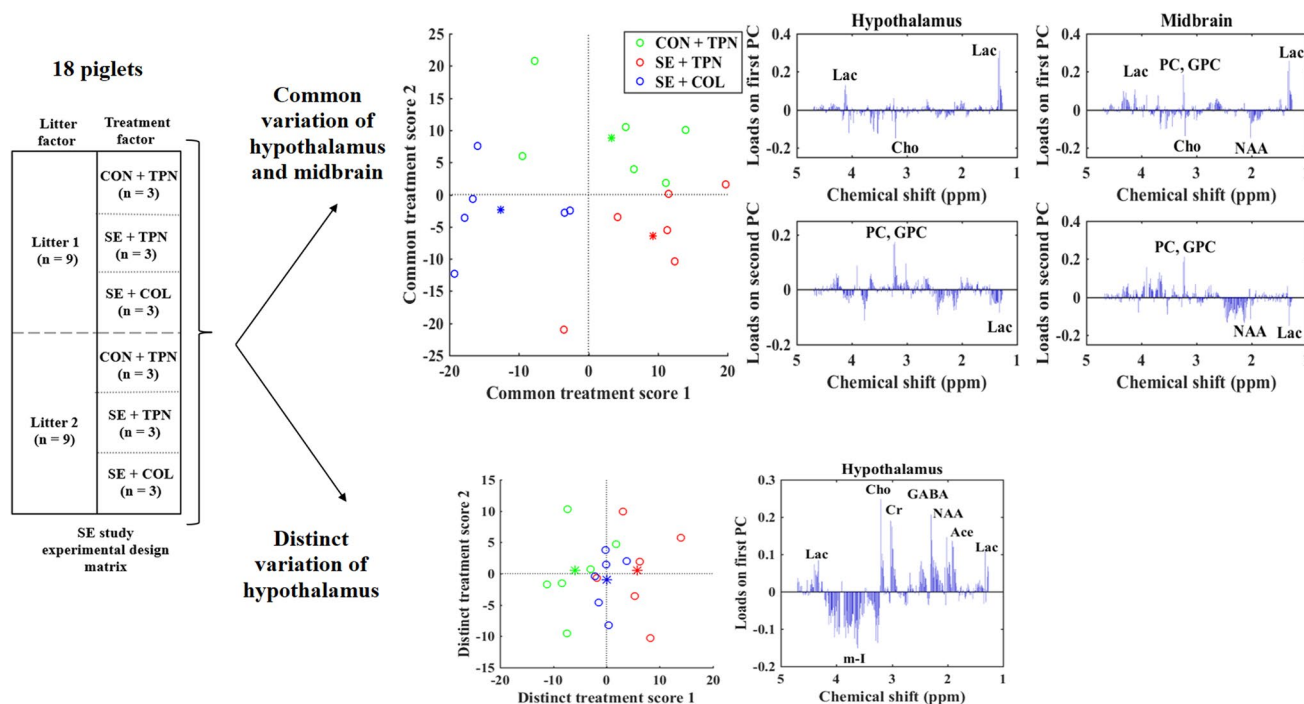 18 piglets
Litter
factor
Treatment
factor
Litter 1
(n = 9)
CON + TPN
(n = 3)
SE + TPN
(n = 3)
SE + COL
(n = 3)
Litter 2
(n = 9)
CON + TPN
(n = 3)
SE + TPN
(n = 3)
SE + COL
(n = 3)
SE study
experimental design
matrix
Common
variation of
hypothalamus
and midbrain
Distinct
variation of
hypothalamus
Common treatment score 2
25
20
15
10
5
0
-5
-10
-15
-20
-25
-20
-10
0
10
20
Common treatment score 1
CON + TPN
SE + TPN
SE + COL
Hypothalamus
Loads on first PC
0.4
0.2
0
-0.2
Lac
Lac
Cho
5
4
3
2
1
Chemical shift (ppm)
Midbrain
Loads on first PC
0.4
0.2
0
-0.2
Lac
PC, GPC
Lac
Cho
NAA
5
4
3
2
1
Chemical shift (ppm)
Loads on second PC
0.2
0
-0.2
PC, GPC
Lac
5
4
3
2
1
Chemical shift (ppm)
Loads on second PC
0.4
0.2
0
-0.2
PC, GPC
NAA
Lac
5
4
3
2
1
Chemical shift (ppm)
Distinct treatment score 2
15
10
5
0
-5
-10
-15
-20
-10
0
10
20
Distinct treatment score 1
Hypothalamus
Loads on first PC
0.3
0.2
0.1
0
-0.1
-0.2
Lac
Cho
Cr
GABA
NAA
Ace
Lac
m-I
5
4
3
2
1
Chemical shift (ppm)